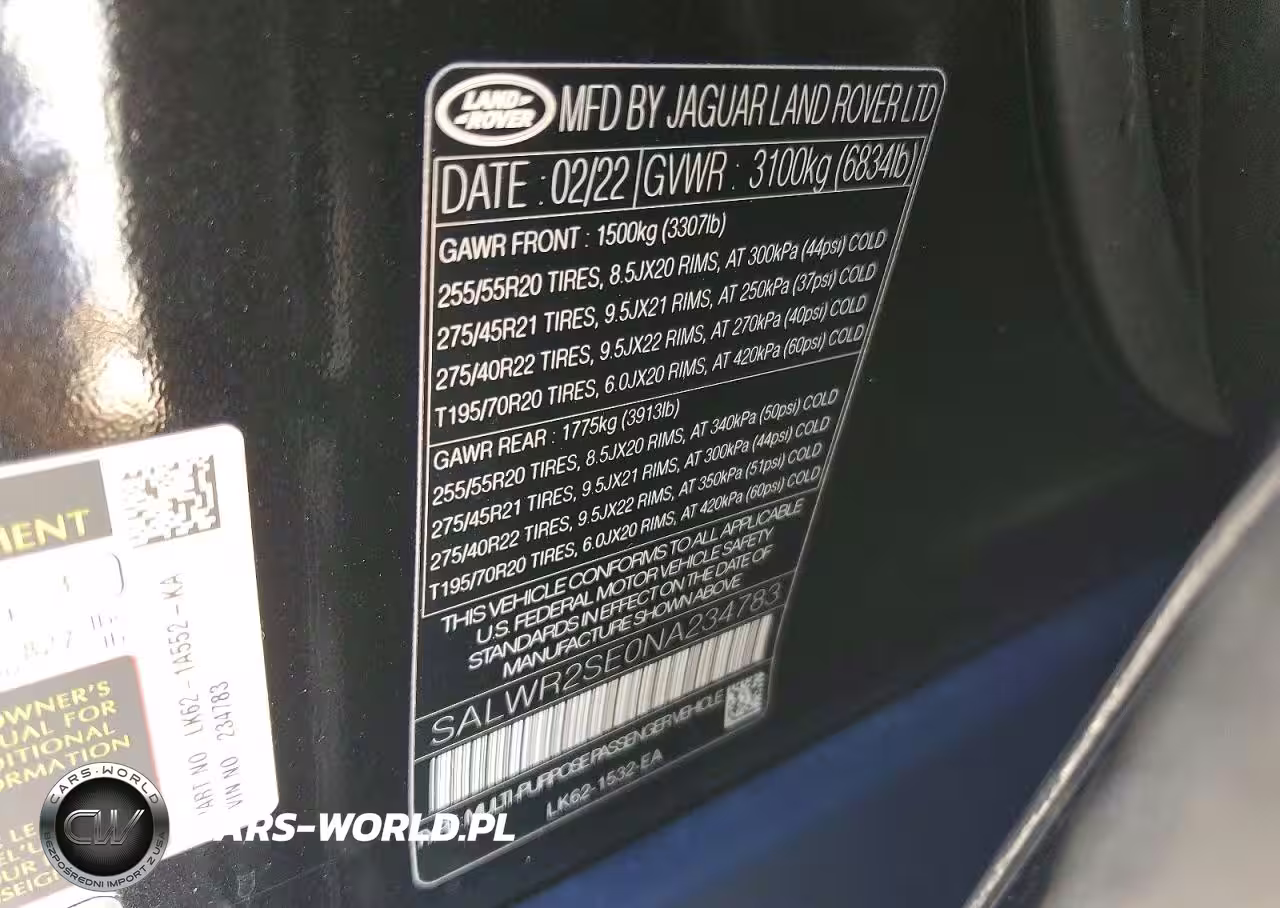 LAND-
-ROVER
MFD BY JAGUAR LAND ROVER LTD
DATE : 02/22 GVWR : 3100kg (6834lb)
GAWR FRONT : 1500kg (3307lb)
255/55R20 TIRES, 8.5JX20 RIMS, AT 300kPa (44psi) COLD
275/45R21 TIRES, 9.5JX21 RIMS, AT 250kPa (37psi) COLD
275/40R22 TIRES, 9.5JX22 RIMS, AT 270kPa (40psi) COLD
T195/70R20 TIRES, 6.0JX20 RIMS, AT 420kPa (60psi) COLD
GAWR REAR : 1775kg (3913lb)
255/55R20 TIRES, 8.5JX20 RIMS, AT 340kPa (50psi) COLD
275/45R21 TIRES, 9.5JX21 RIMS, AT 300kPa (44psi) COLD
275/40R22 TIRES, 9.5JX22 RIMS, AT 350kPa (51psi) COLD
T195/70R20 TIRES, 6.0JX20 RIMS, AT 420kPa (60psi) COLD
THIS VEHICLE CONFORMS TO ALL APPLICABLE
U.S. FEDERAL MOTOR VEHICLE SAFETY
STANDARDS IN EFFECT ON THE DATE OF
MANUFACTURE SHOWN ABOVE
SALWR2SE0NA234783
MULTI-PURPOSE PASSENGER VEHICLE
LK62-1532-EA
MENT
PART NO LK62-1A552-KA
VIN NO 234783
OWNER'S
UAL FOR
DITIONAL
ORMATION
CARS-WORLD
CW
BEZPOŚREDNI IMPORT Z USA
CARS-WORLD.PL